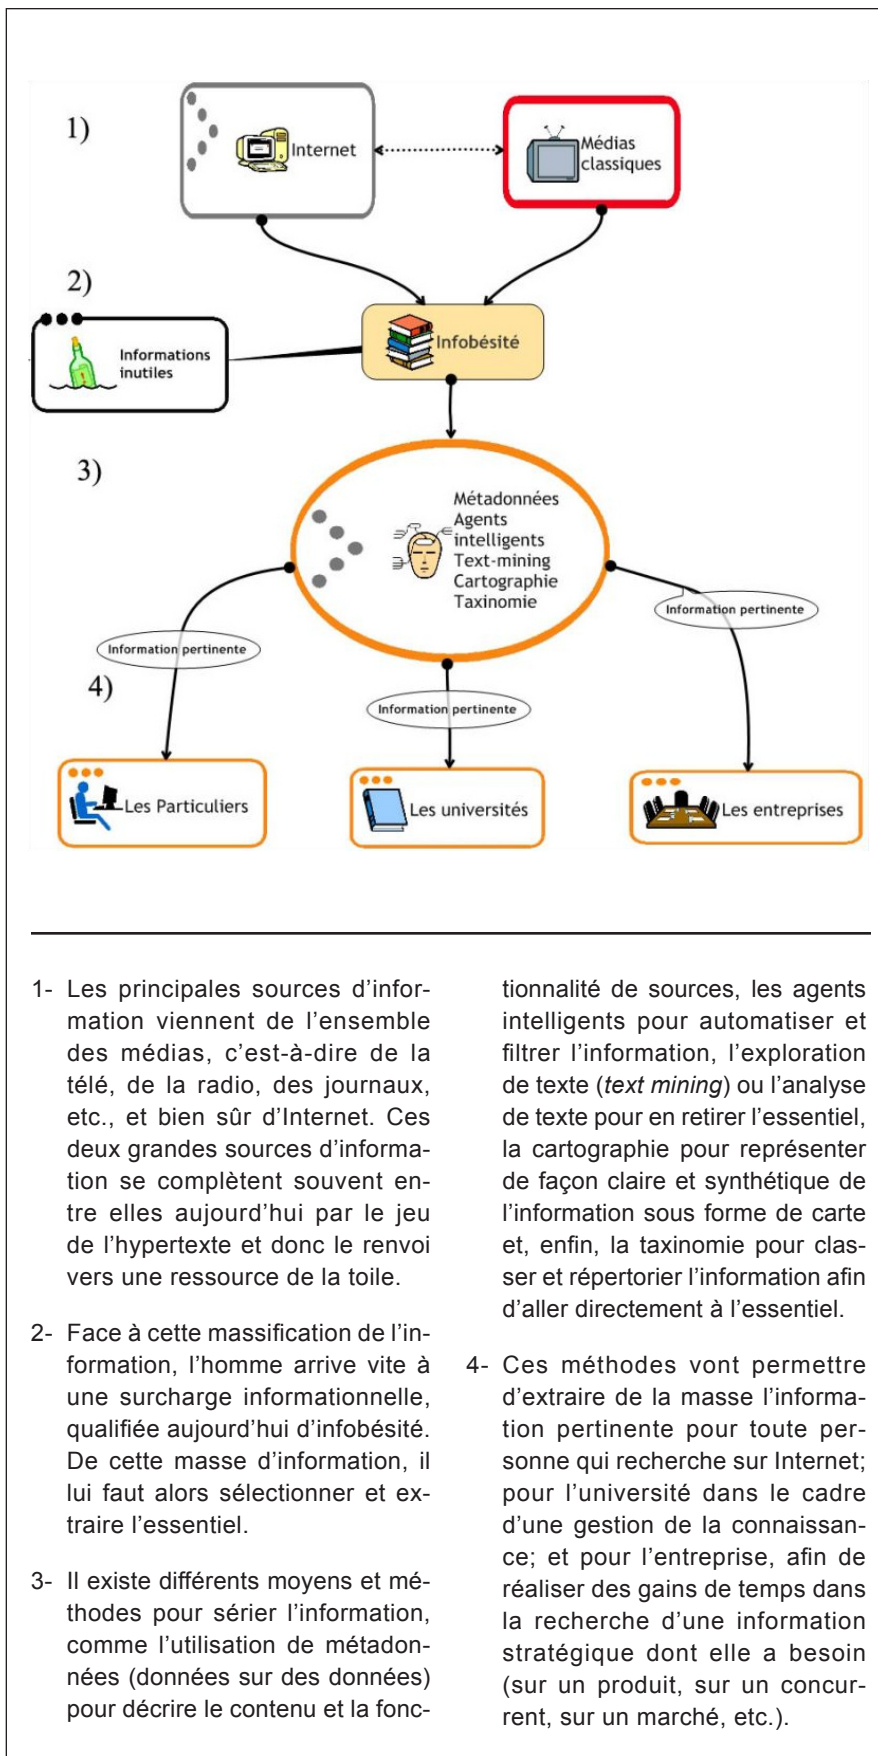 1)
Internet
Médias
classiques
2)
Informations
inutiles
Infobésité
3)
Métadonnées
Agents
intelligents
Text-mining
Cartographie
Taxinomie
Information pertinente
Information pertinente
4)
Information pertinente
Les Particuliers
Les universités
Les entreprises
1- Les principales sources d’infor-
mation viennent de l’ensemble
des médias, c’est-à-dire de la
télé, de la radio, des journaux,
etc., et bien sûr d’Internet. Ces
deux grandes sources d’informa-
tion se complètent souvent en-
tre elles aujourd’hui par le jeu
de l’hypertexte et donc le renvoi
vers une ressource de la toile.
2- Face à cette massification de l’in-
formation, l’homme arrive vite à
une surcharge informationnelle,
qualifiée aujourd’hui d’infobésité.
De cette masse d’information, il
lui faut alors sélectionner et ex-
traire l’essentiel.
3- Il existe différents moyens et mé-
thodes pour sérier l’information,
comme l’utilisation de métadon-
nées (données sur des données)
pour décrire le contenu et la fonc-
tionnalité de sources, les agents
intelligents pour automatiser et
filtrer l’information, l’exploration
de texte (text mining) ou l’analyse
de texte pour en retirer l’essentiel,
la cartographie pour représenter
de façon claire et synthétique de
l’information sous forme de carte
et, enfin, la taxinomie pour clas-
ser et répertorier l’information afin
d’aller directement à l’essentiel.
4- Ces méthodes vont permettre
d’extraire de la masse l’informa-
tion pertinente pour toute per-
sonne qui recherche sur Internet;
pour l’université dans le cadre
d’une gestion de la connaissan-
ce; et pour l’entreprise, afin de
réaliser des gains de temps dans
la recherche d’une information
stratégique dont elle a besoin
(sur un produit, sur un concur-
rent, sur un marché, etc.).